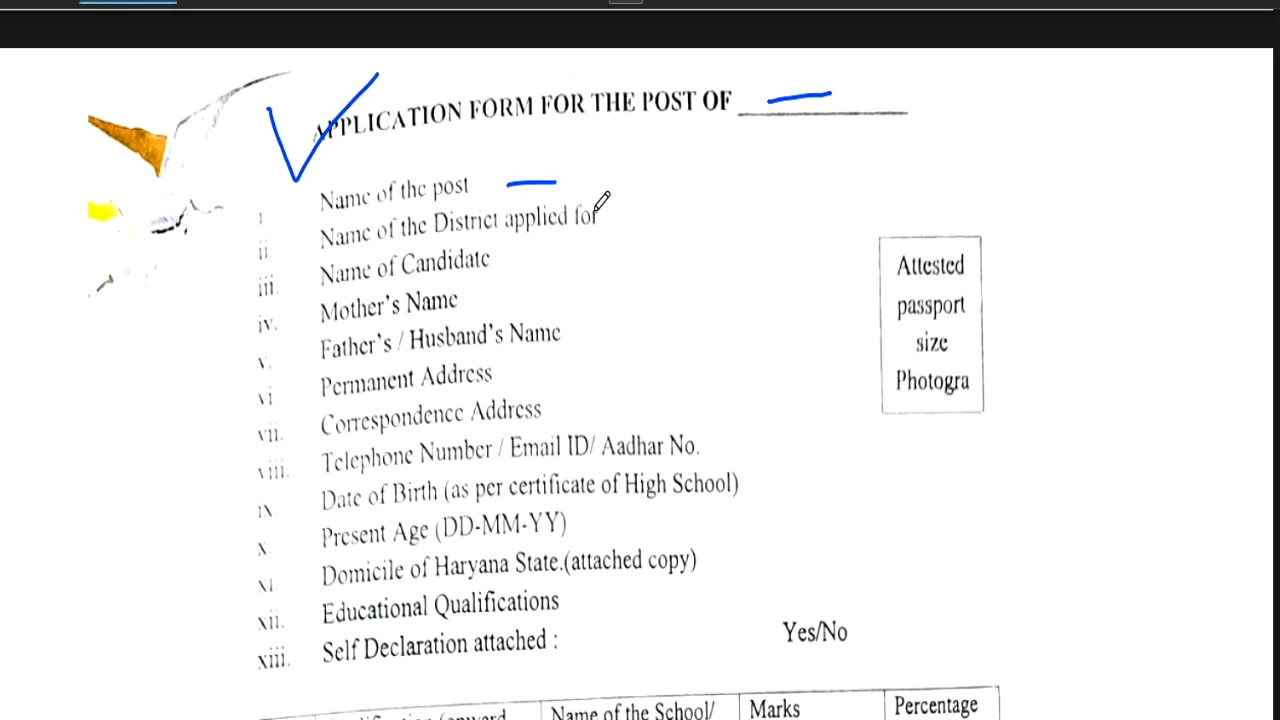 APPLICATION FORM FOR THE POST OF
i Name of the post
ii. Name of the District applied for
iii. Name of Candidate
iv. Mother's Name
v. Father's / Husband's Name
vi Permanent Address
vii. Correspondence Address
viii. Telephone Number / Email ID/ Aadhar No.
ix Date of Birth (as per certificate of High School)
x Present Age (DD-MM-YY)
xi. Domicile of Haryana State.(attached copy)
xii. Educational Qualifications
xiii. Self Declaration attached : Yes/No
Attested
passport
size
Photogra
Name of the School/ Marks Percentage